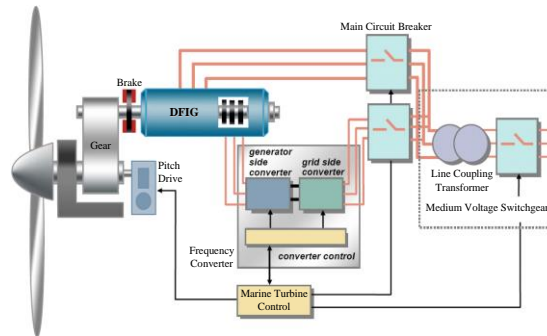 Main Circuit Breaker
Brake
DFIG
Gear
Pitch
Drive
generator
side
converter
grid side
converter
Line Coupling
Transformer
Medium Voltage Switchgear
Frequency
Converter
converter control
Marine Turbine
Control